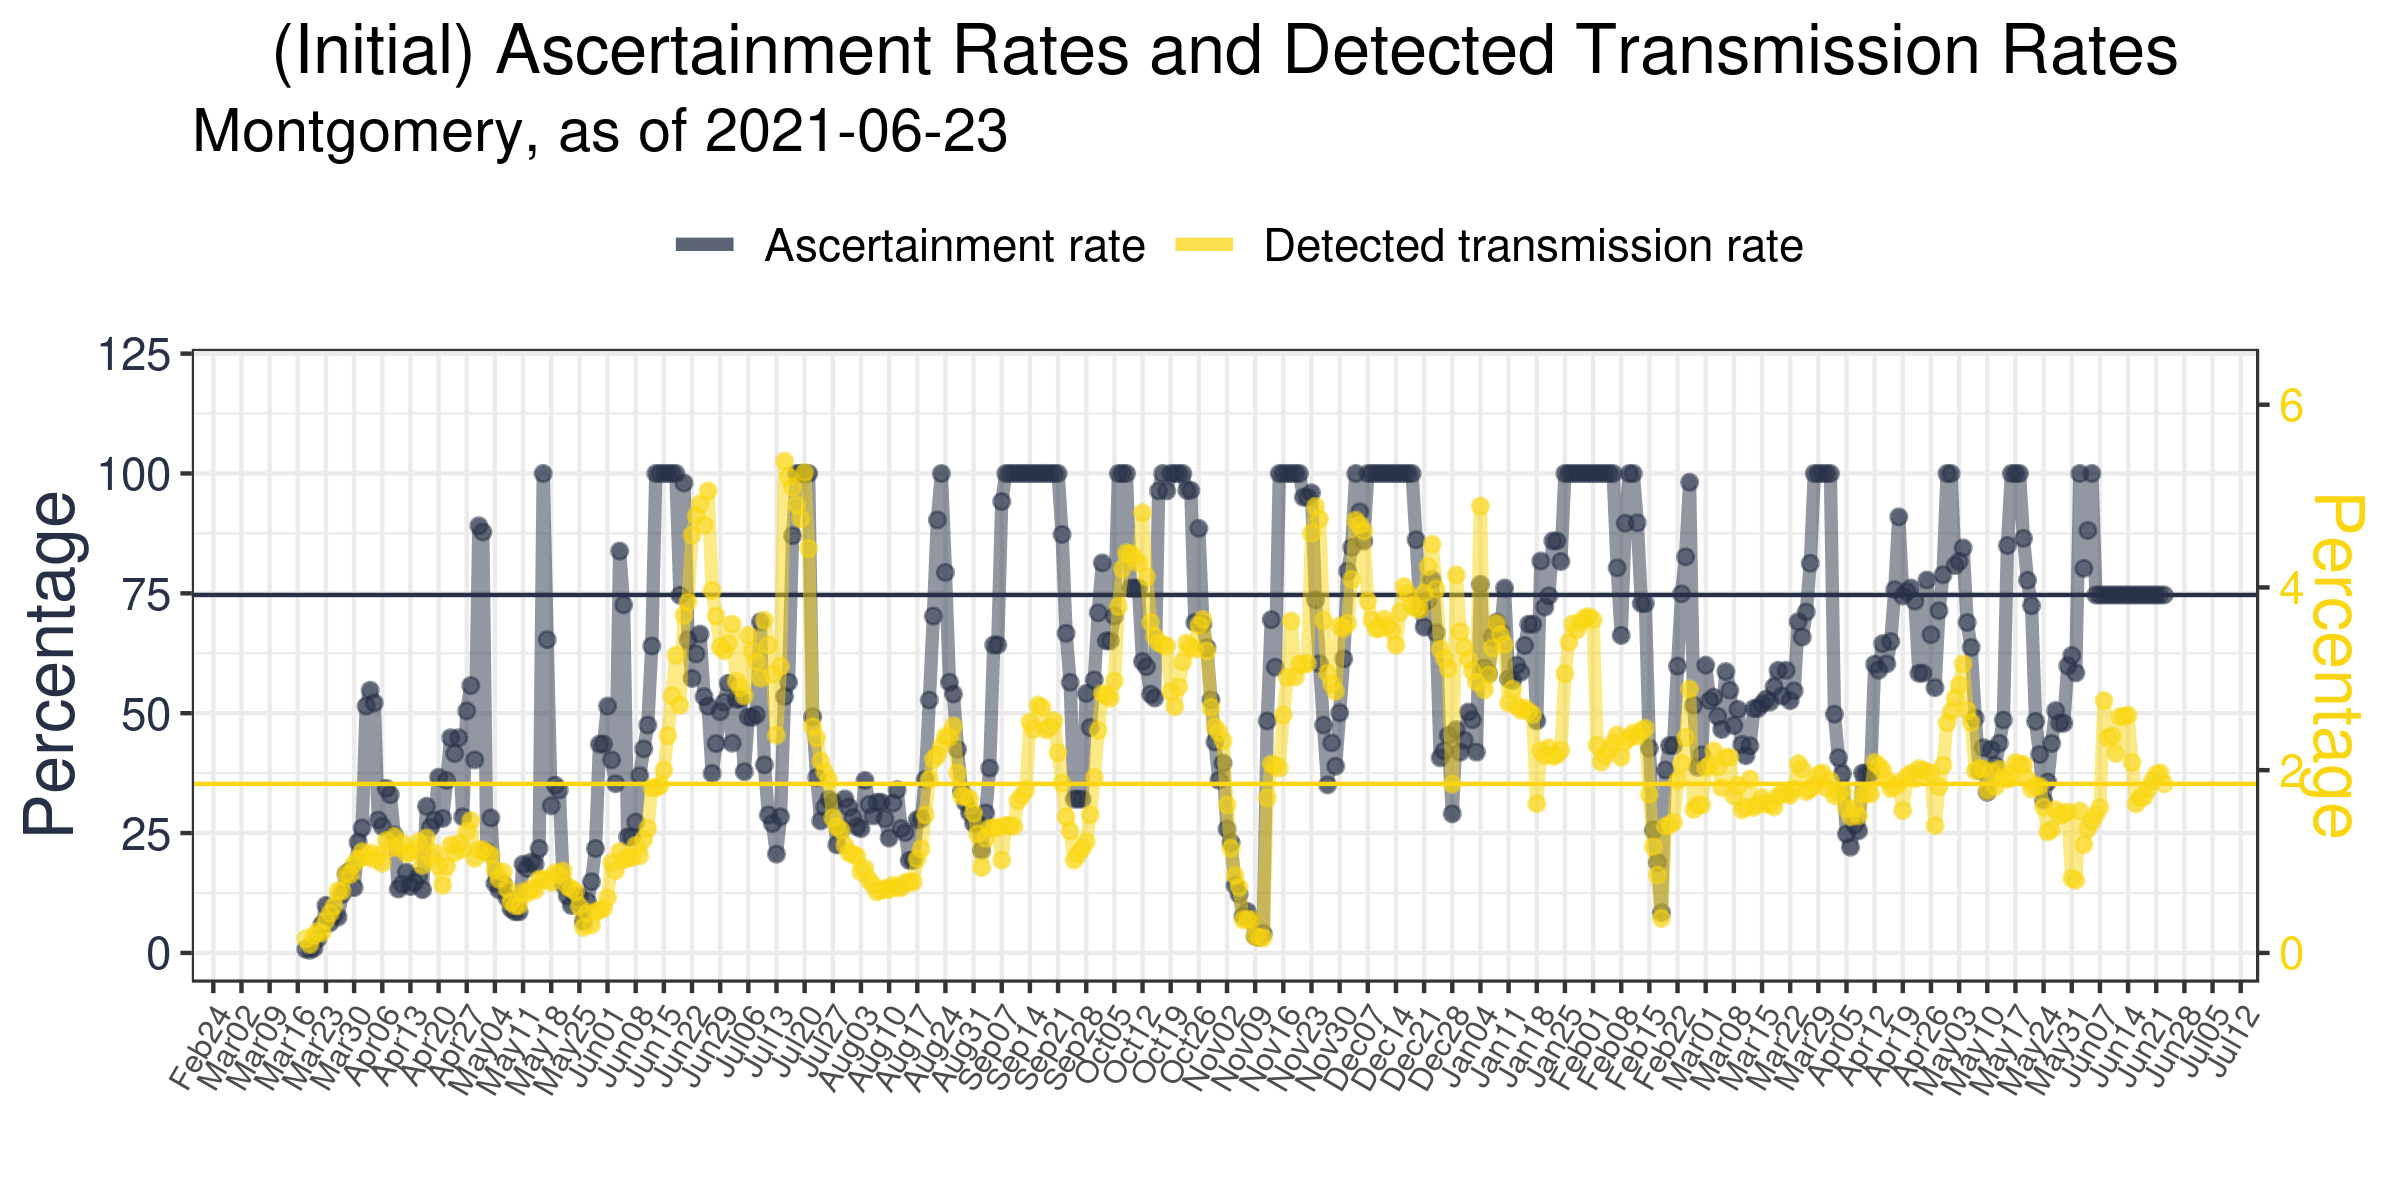 (Initial) Ascertainment Rates and Detected Transmission Rates
Montgomery, as of 2021-06-23
Ascertainment rate
Detected transmission rate
Percentage
125
100
75
50
25
0
6
4
2
0
Percentage
Feb24
Mar02
Mar09
Mar16
Mar23
Mar30
Apr06
Apr13
Apr20
Apr27
May04
May11
May18
May25
Jun01
Jun08
Jun15
Jun22
Jun29
Jul06
Jul13
Jul20
Jul27
Aug03
Aug10
Aug17
Aug24
Aug31
Sep07
Sep14
Sep21
Sep28
Oct05
Oct12
Oct19
Oct26
Nov02
Nov09
Nov16
Nov23
Nov30
Dec07
Dec14
Dec21
Dec28
Jan04
Jan11
Jan18
Jan25
Feb01
Feb08
Feb15
Feb22
Mar01
Mar08
Mar15
Mar22
Mar29
Apr05
Apr12
Apr19
Apr26
May03
May10
May17
May24
May31
Jun07
Jun14
Jun21
Jun28
Jul05
Jul12